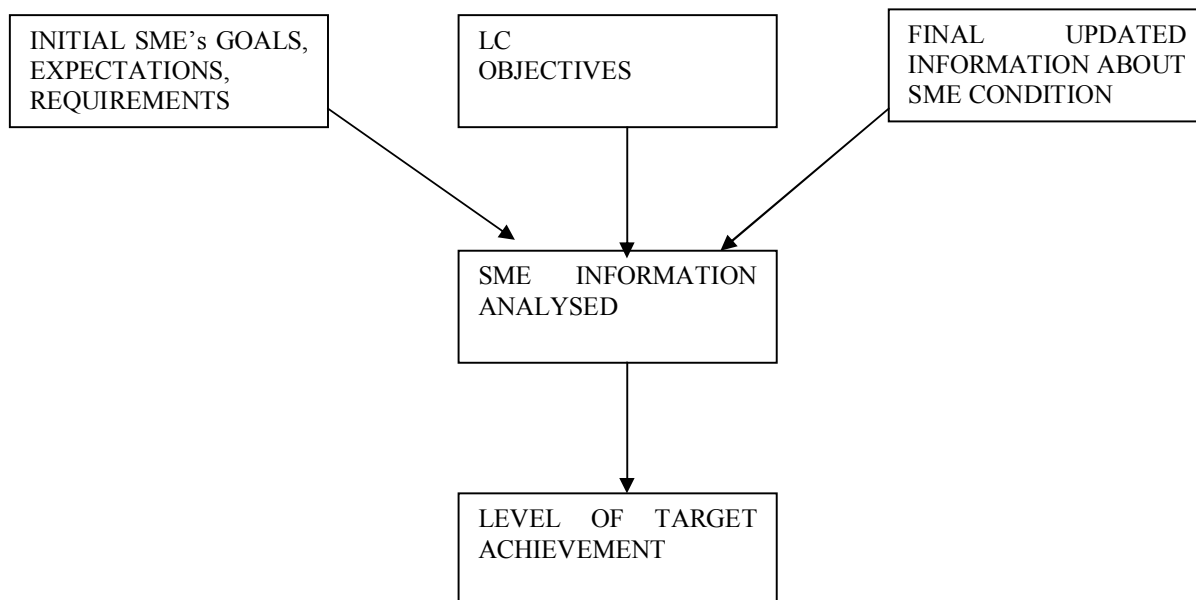 INITIAL SME's GOALS,
EXPECTATIONS,
REQUIREMENTS
LC
OBJECTIVES
FINAL UPDATED
INFORMATION ABOUT
SME CONDITION
SME INFORMATION
ANALYSED
LEVEL OF TARGET
ACHIEVEMENT